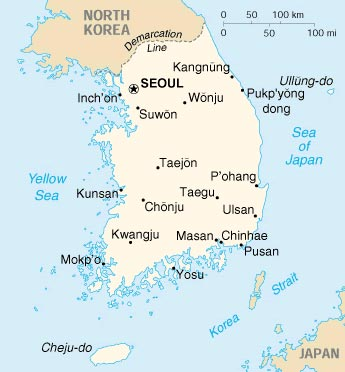 NORTH
KOREA
0 50 100 km
0 50 100 mi
Demarcation
Line
Kangnŭng
Ullŭng-do
SEOUL
Inch'on
Wŏnju
Pukp'yŏng
dong
Suwŏn
Sea
of
Japan
Taejŏn
Yellow
Sea
P'ohang
Kunsan
Taegu
Chŏnju
Ulsan
Kwangju
Masan
Chinhae
Pusan
Mokp'o
Yosu
Korea
Strait
Cheju-do
JAPAN